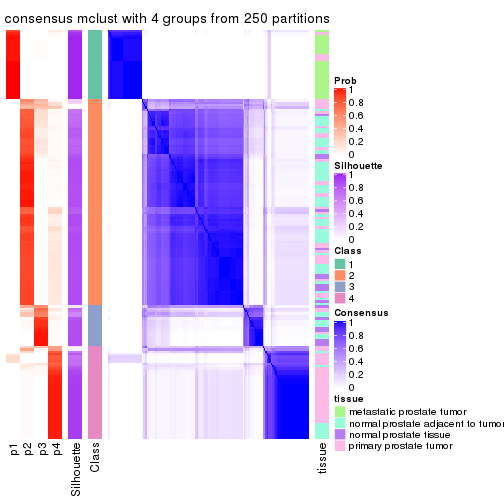 consensus mclust with 4 groups from 250 partitions
Prob
1
0.8
0.6
0.4
0.2
0
Silhouette
1
0.8
0.6
0.4
0.2
0
Class
1
2
3
4
Consensus
1
0.8
0.6
0.4
0.2
0
tissue
metastatic prostate tumor
normal prostate adjacent to tumor
normal prostate tissue
primary prostate tumor
p1
p2
p3
p4
Silhouette
Class
tissue